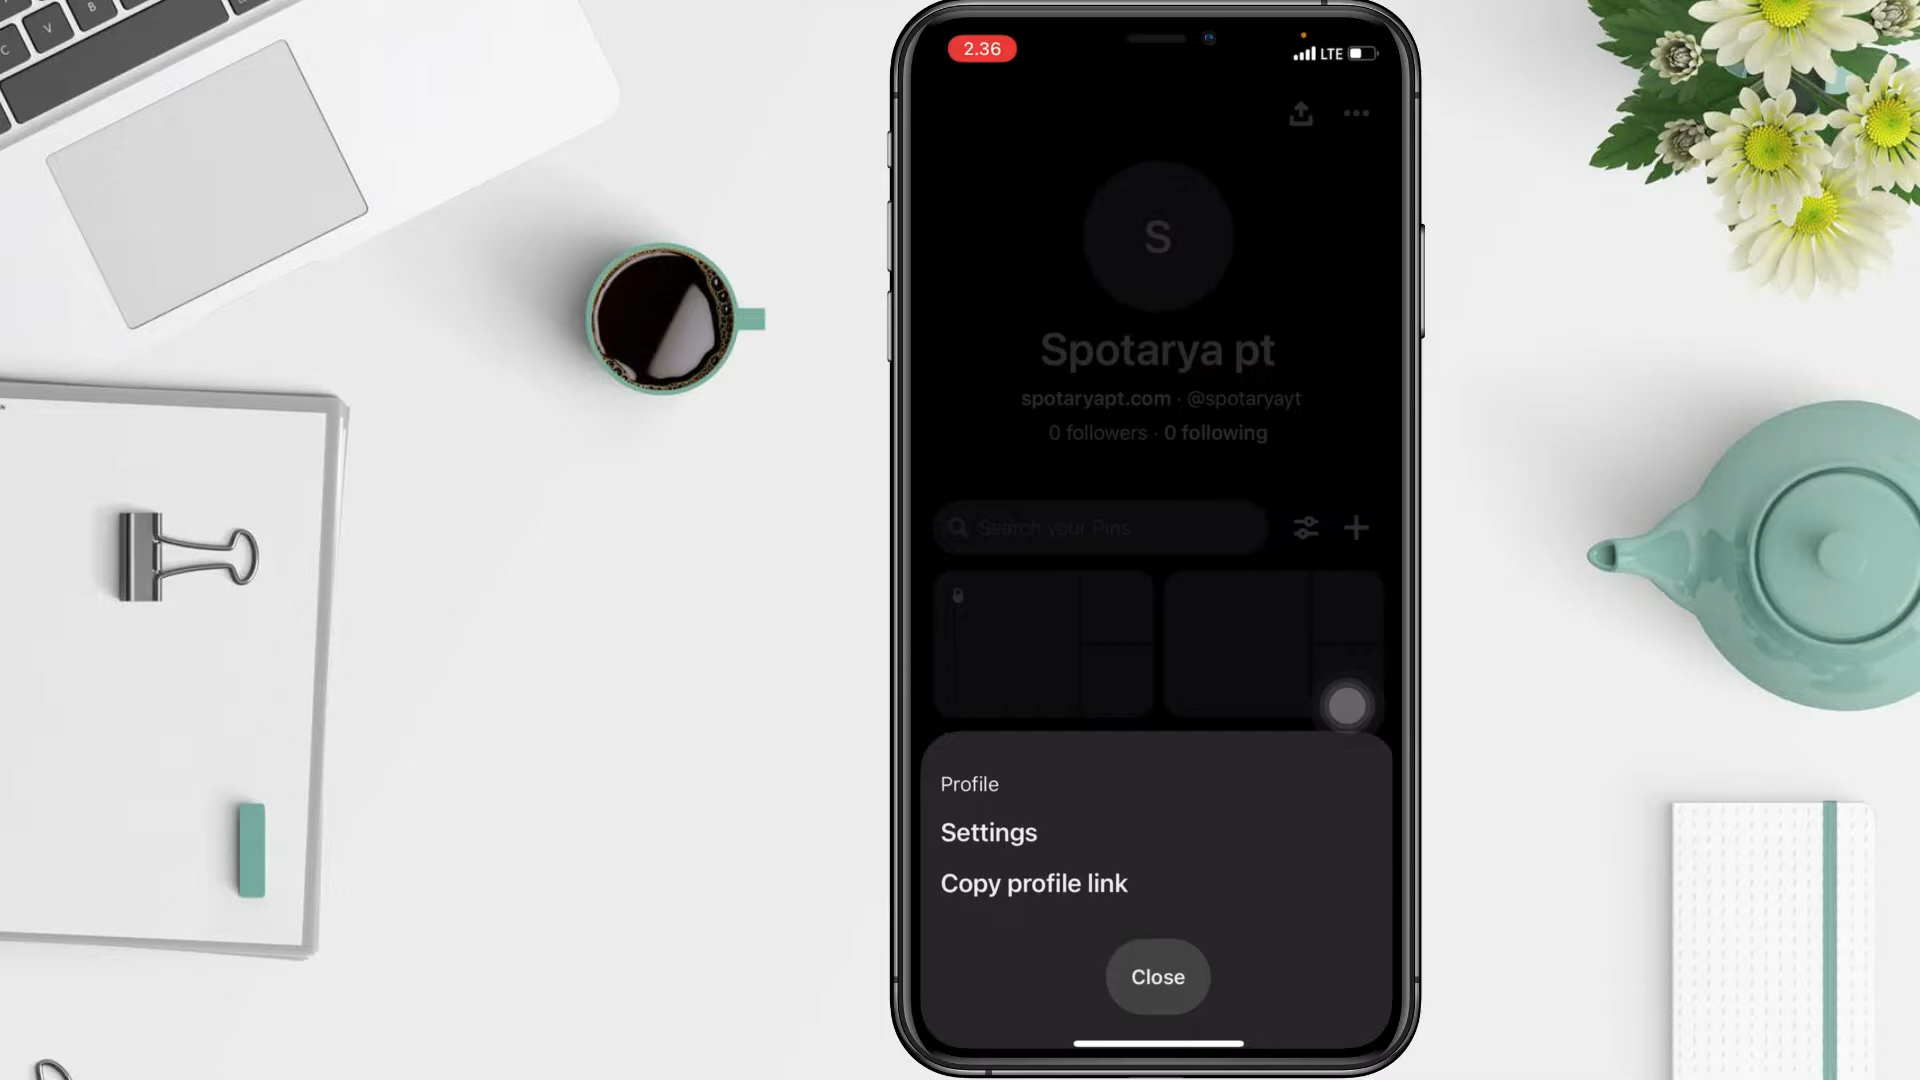 C
V
B
2.36
LTE
S
Spotarya pt
spotaryapt.com · @spotaryayt
0 followers · 0 following
Search your Pins
Profile
Settings
Copy profile link
Close